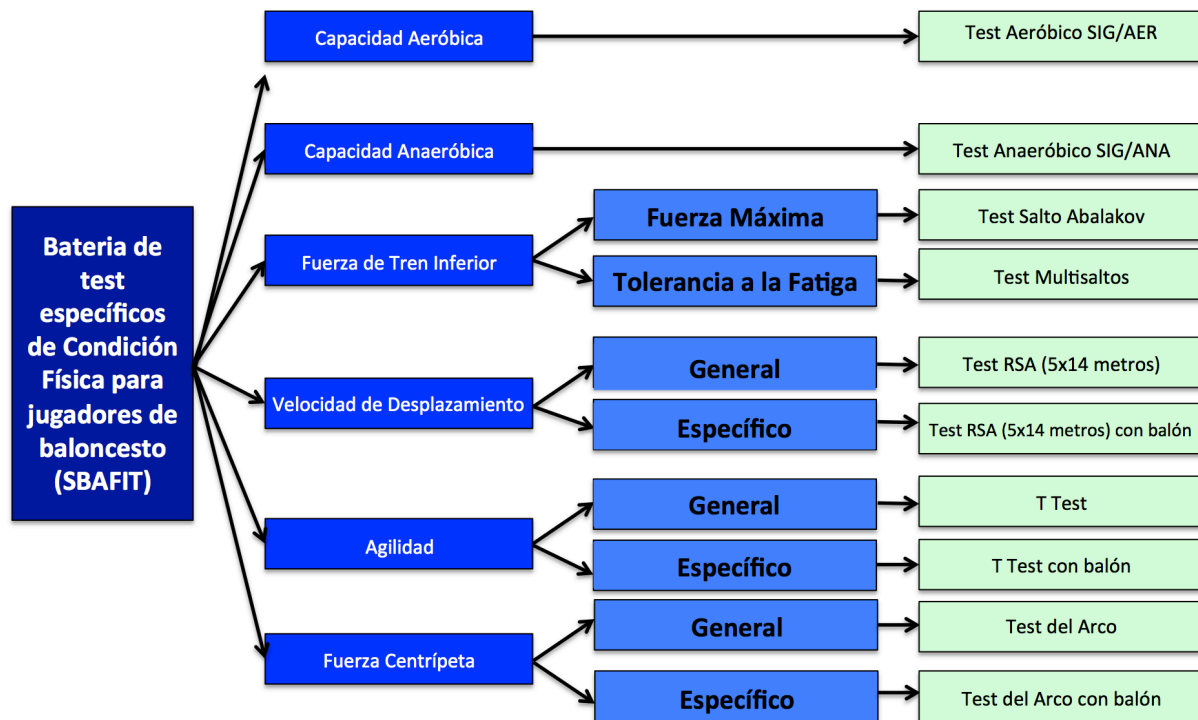 Capacidad Aeróbica
Test Aeróbico SIG/AER
Capacidad Anaeróbica
Test Anaeróbico SIG/ANA
Bateria de
test
específicos
de Condición
Física para
jugadores de
baloncesto
(SBAFIT)
Fuerza de Tren Inferior
Fuerza Máxima
Test Salto Abalakov
Tolerancia a la Fatiga
Test Multisaltos
Velocidad de Desplazamiento
General
Test RSA (5x14 metros)
Específico
Test RSA (5x14 metros) con balón
Agilidad
General
T Test
Específico
T Test con balón
Fuerza Centrípeta
General
Test del Arco
Específico
Test del Arco con balón